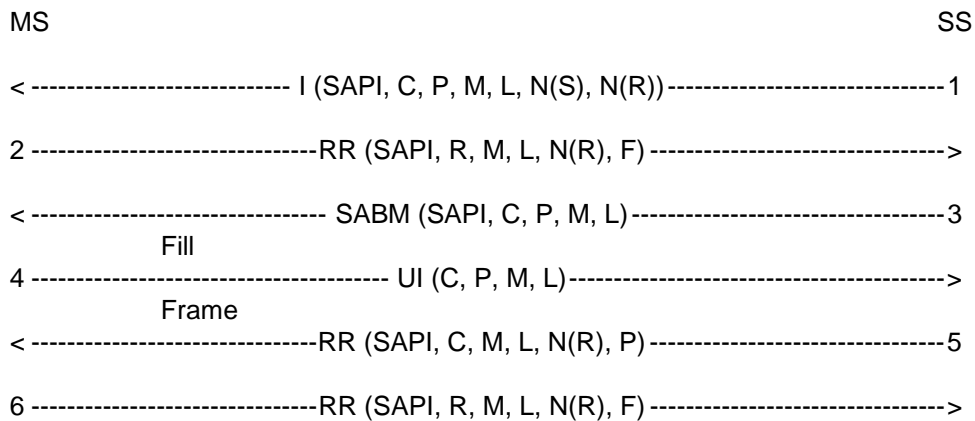 MS SS
< ----------------------------- I (SAPI, C, P, M, L, N(S), N(R))------------------------------- 1
2 --------------------------------RR (SAPI, R, M, L, N(R), F) --------------------------------->
< --------------------------------- SABM (SAPI, C, P, M, L)-----------------------------------3
Fill
4 ---------------------------------------- UI (C, P, M, L)------------------------------------------>
Frame
< --------------------------------RR (SAPI, C, M, L, N(R), P) ---------------------------------5
6 --------------------------------RR (SAPI, R, M, L, N(R), F) --------------------------------->